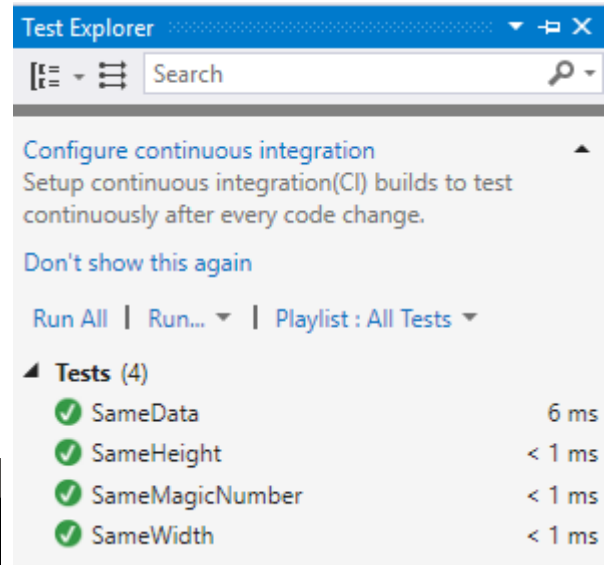 Test Explorer
Search
Configure continuous integration
Setup continuous integration(CI) builds to test
continuously after every code change.
Don't show this again
Run All | Run... | Playlist : All Tests
Tests (4)
SameData 6 ms
SameHeight < 1 ms
SameMagicNumber < 1 ms
SameWidth < 1 ms